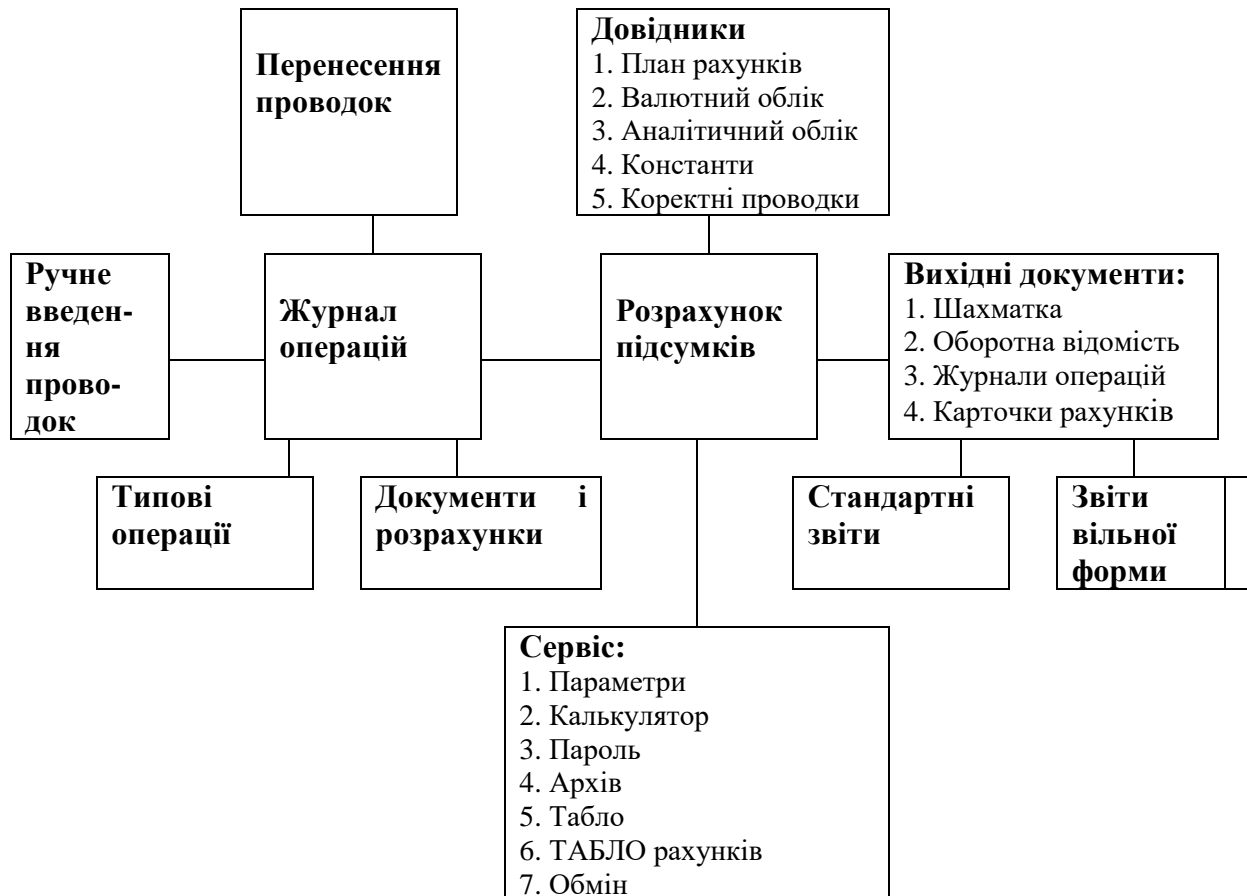 Перенесення
проводок
Довідники
1. План рахунків
2. Валютний облік
3. Аналітичний облік
4. Константи
5. Коректні проводки
Ручне
введен-
ня
прово-
док
Журнал
операцій
Розрахунок
підсумків
Вихідні документи:
1. Шахматка
2. Оборотна відомість
3. Журнали операцій
4. Карточки рахунків
Типові
операції
Документи і
розрахунки
Стандартні
звіти
Звіти
вільної
форми
Сервіс:
1. Параметри
2. Калькулятор
3. Пароль
4. Архів
5. Табло
6. ТАБЛО рахунків
7. Обмін